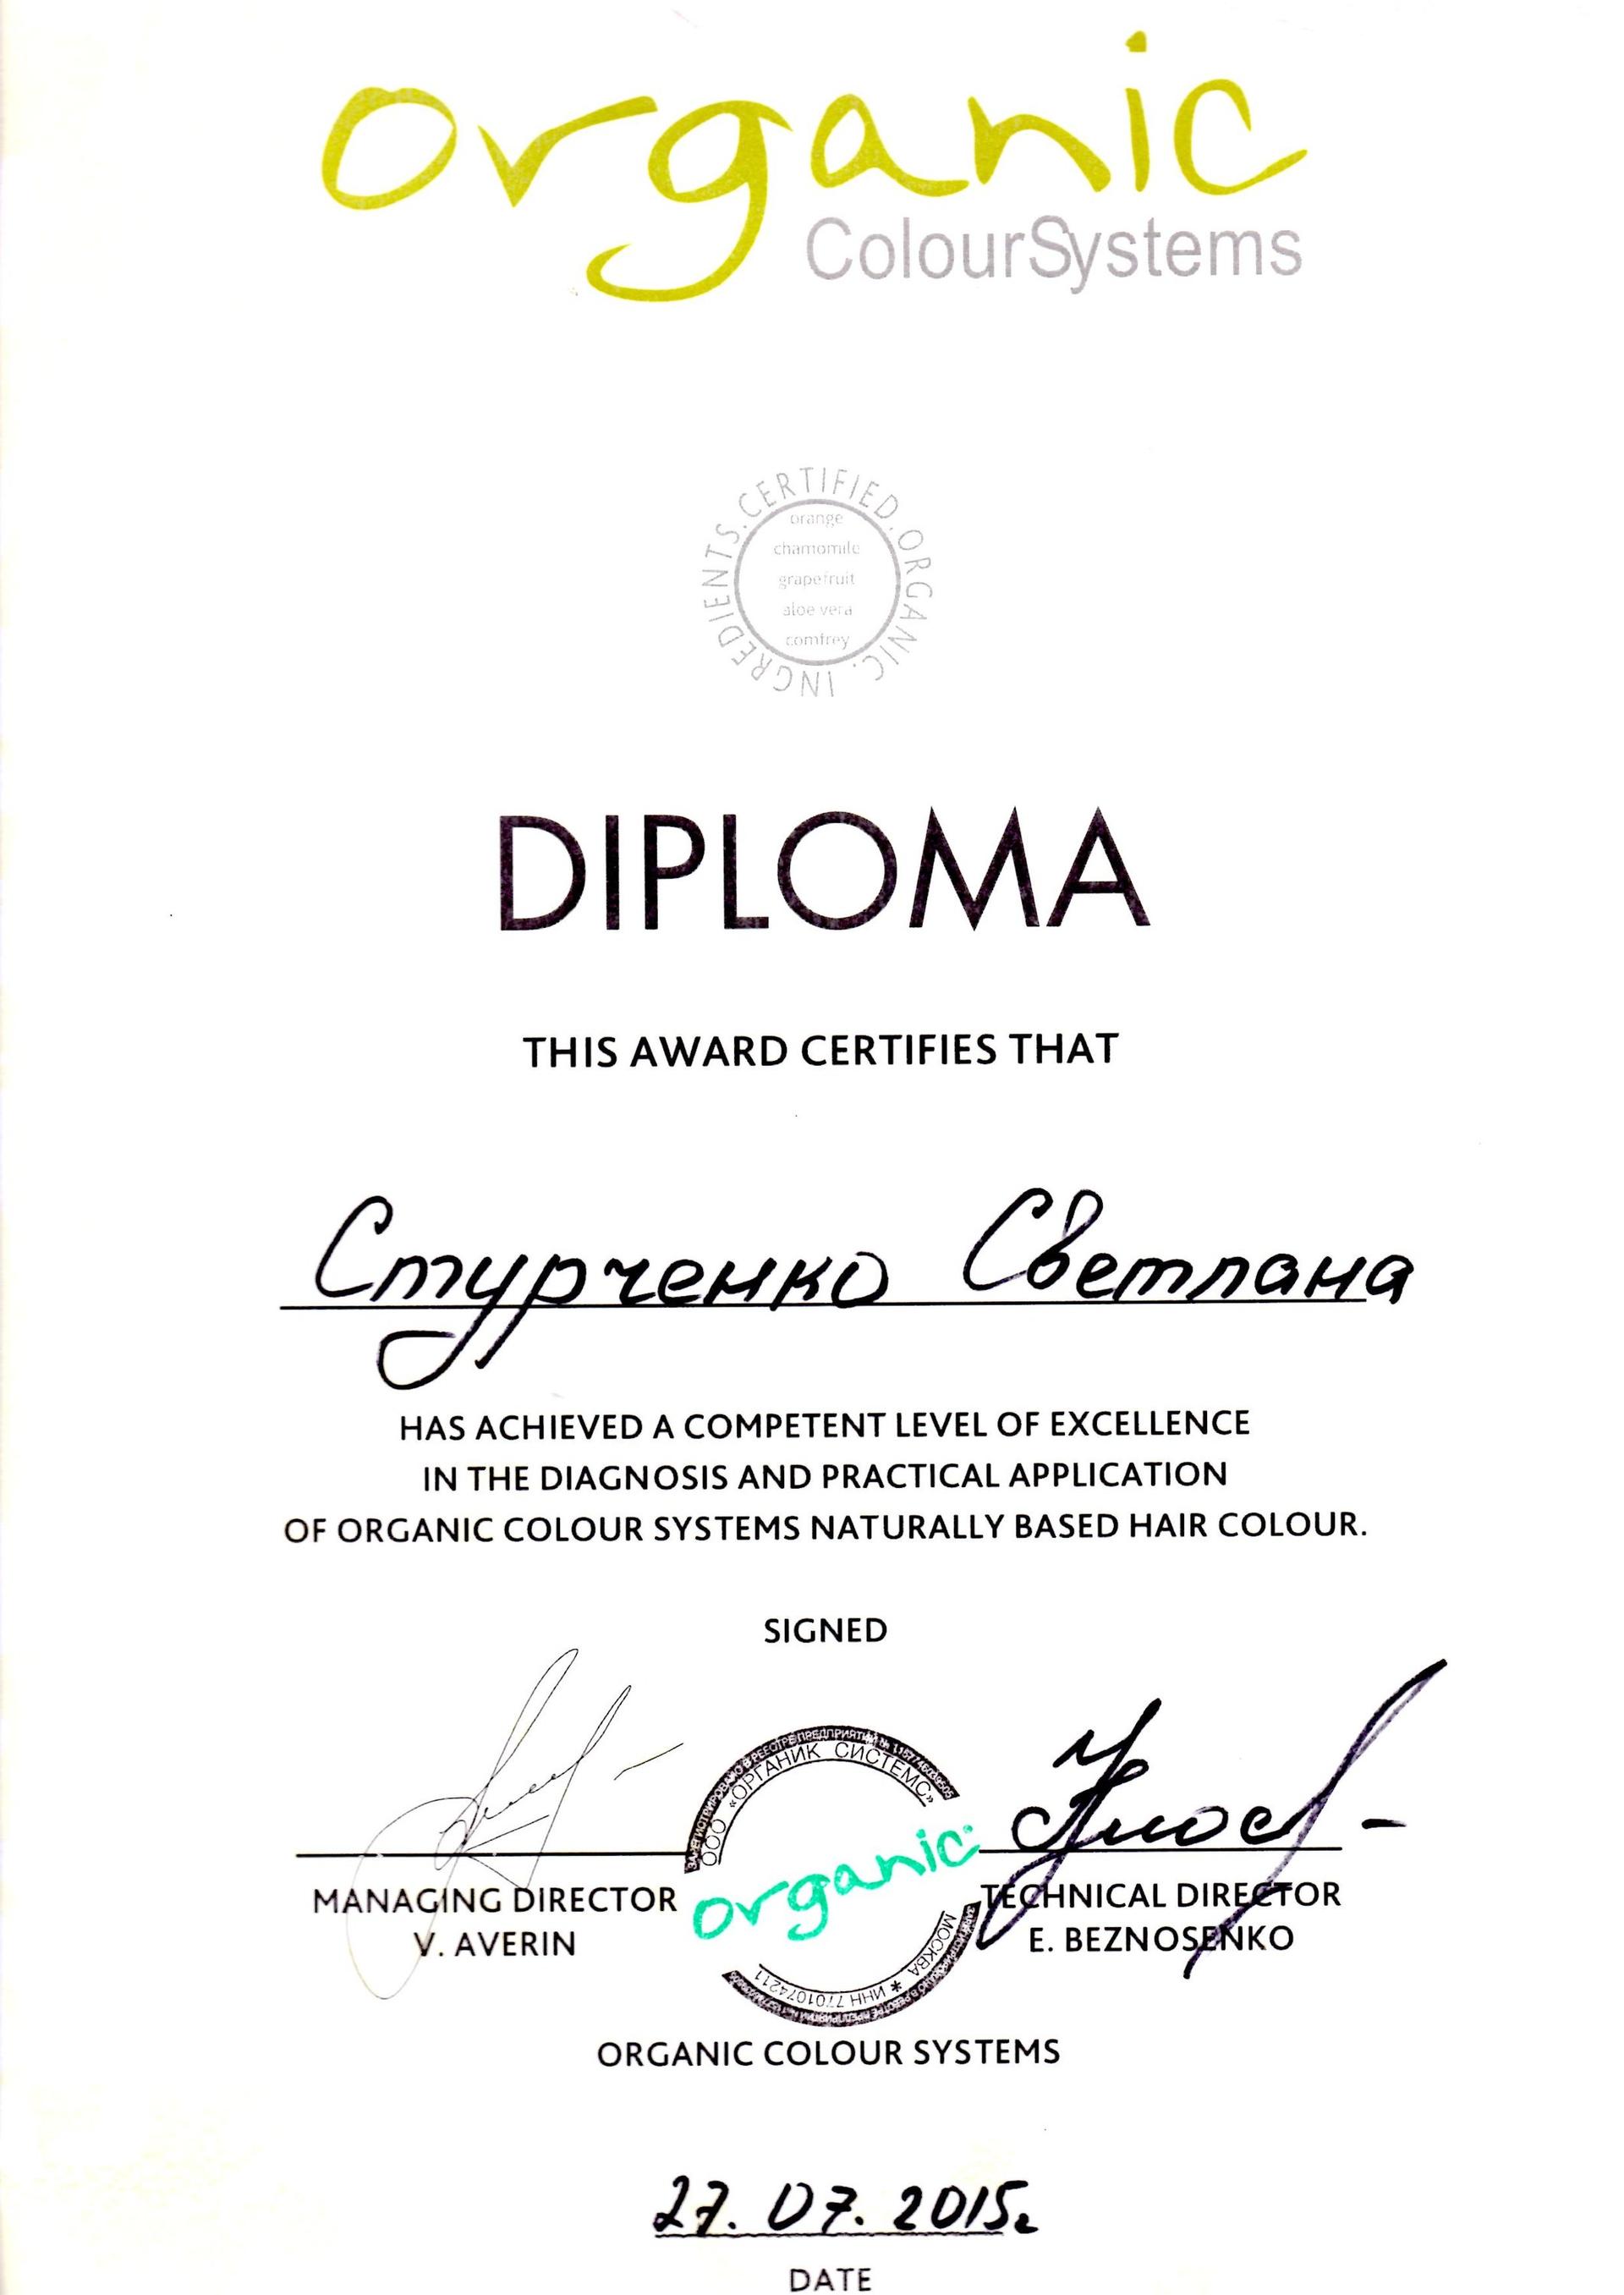 organic
ColourSystems
CERTIFIED. ORGANIC. INGREDIENTS.
orange
chamomile
grapefruit
aloe vera
comfrey
DIPLOMA
THIS AWARD CERTIFIES THAT
Стурченко Светлана
HAS ACHIEVED A COMPETENT LEVEL OF EXCELLENCE
IN THE DIAGNOSIS AND PRACTICAL APPLICATION
OF ORGANIC COLOUR SYSTEMS NATURALLY BASED HAIR COLOUR.
SIGNED
ООО «ОРГАНИК СИСТЕМС»
organic
МОСКВА * ИНН 7701074211
MANAGING DIRECTOR
V. AVERIN
TECHNICAL DIRECTOR
E. BEZNOSENKO
ORGANIC COLOUR SYSTEMS
27. 07. 2015г
DATE